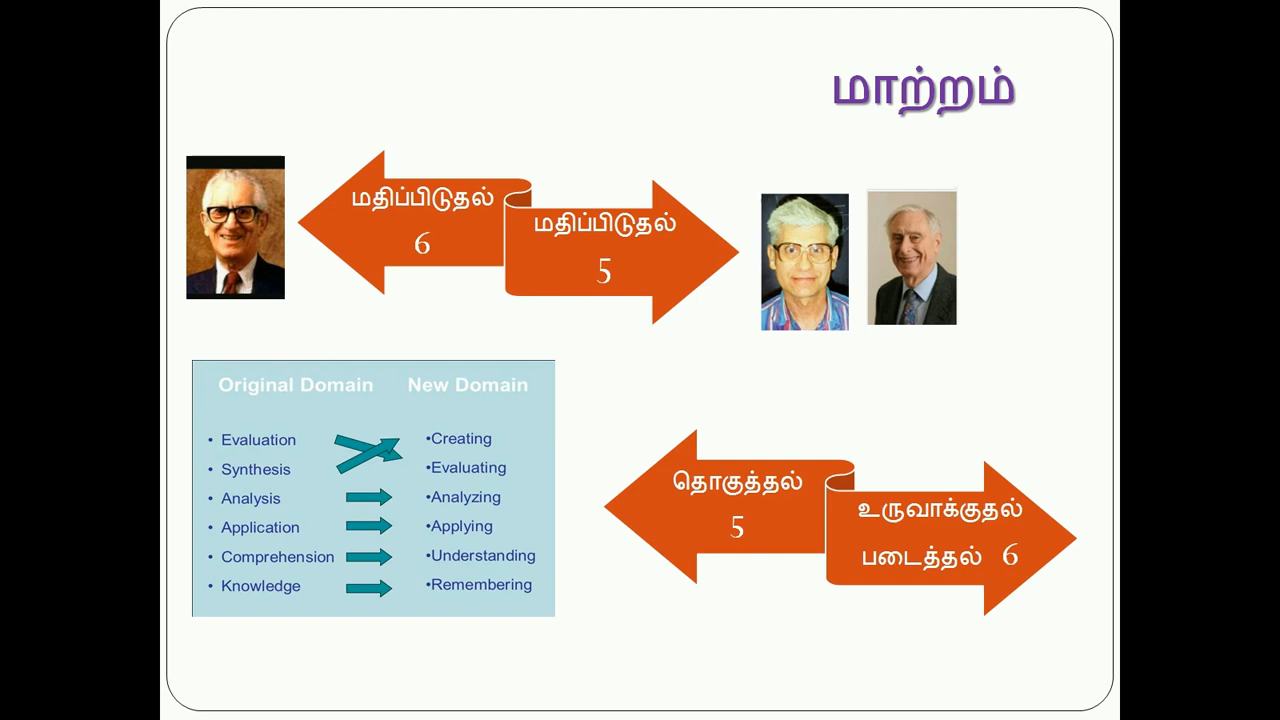 மாற்றம்
மதிப்பிடுதல்
6
மதிப்பிடுதல்
5
Original Domain New Domain
• Evaluation •Creating
• Synthesis •Evaluating
• Analysis •Analyzing
• Application •Applying
• Comprehension •Understanding
• Knowledge •Remembering
தொகுத்தல்
5
உருவாக்குதல்
படைத்தல் 6